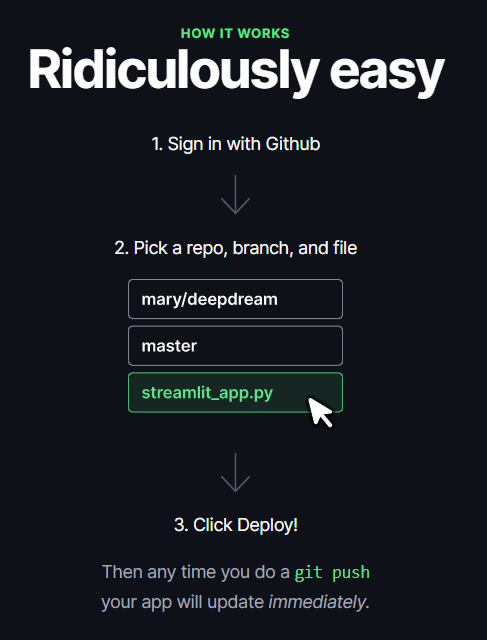 HOW IT WORKS
Ridiculously easy
1. Sign in with Github
2. Pick a repo, branch, and file
mary/deepdream
master
streamlit_app.py
3. Click Deploy!
Then any time you do a git push
your app will update immediately.